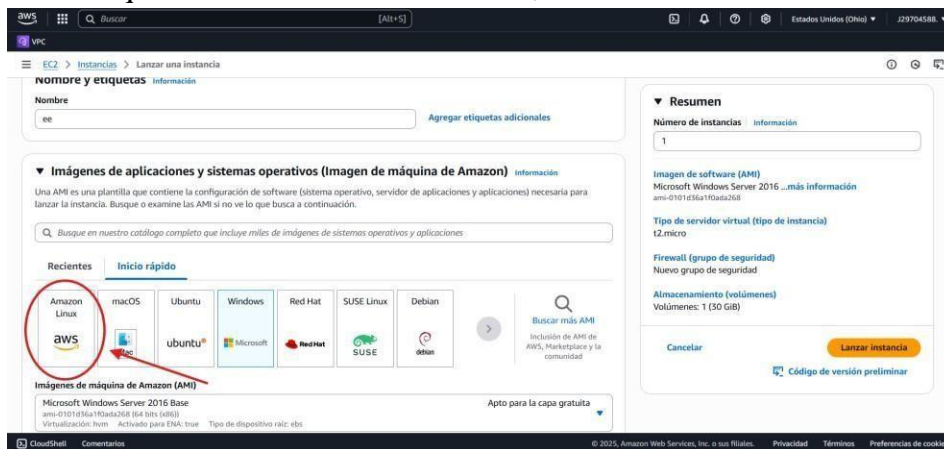 aws
Buscar
[Alt+S]
Estados Unidos (Ohio)
J29704588.
VPC
EC2 > Instancias > Lanzar una instancia
Nombre y etiquetas Información
Nombre
ee
Agregar etiquetas adicionales
▼ Imágenes de aplicaciones y sistemas operativos (Imagen de máquina de Amazon) Información
Una AMI es una plantilla que contiene la configuración de software (sistema operativo, servidor de aplicaciones y aplicaciones) necesaria para
lanzar la instancia. Busque o examine las AMI si no ve lo que busca a continuación.
Busque en nuestro catálogo completo que incluye miles de imágenes de sistemas operativos y aplicaciones
Recientes
Inicio rápido
Amazon
Linux
aws
macOS
Mac
Ubuntu
ubuntu®
Windows
Microsoft
Red Hat
Red Hat
SUSE Linux
SUSE
Debian
debian
Buscar más AMI
Inclusión de AMI de
AWS, Marketplace y la
comunidad
Imágenes de máquina de Amazon (AMI)
Microsoft Windows Server 2016 Base
Apto para la capa gratuita
ami-0101d36a1f0ada268 (64 bits (x86))
Virtualización: hvm Activado para ENA: true Tipo de dispositivo raíz: ebs
▼ Resumen
Número de instancias Información
1
Imagen de software (AMI)
Microsoft Windows Server 2016 ...más información
ami-0101d36a1f0ada268
Tipo de servidor virtual (tipo de instancia)
t2.micro
Firewall (grupo de seguridad)
Nuevo grupo de seguridad
Almacenamiento (volúmenes)
Volúmenes: 1 (30 GiB)
Cancelar
Lanzar instancia
Código de versión preliminar
CloudShell Comentarios
© 2025, Amazon Web Services, Inc. o sus filiales. Privacidad Términos Preferencias de cookie